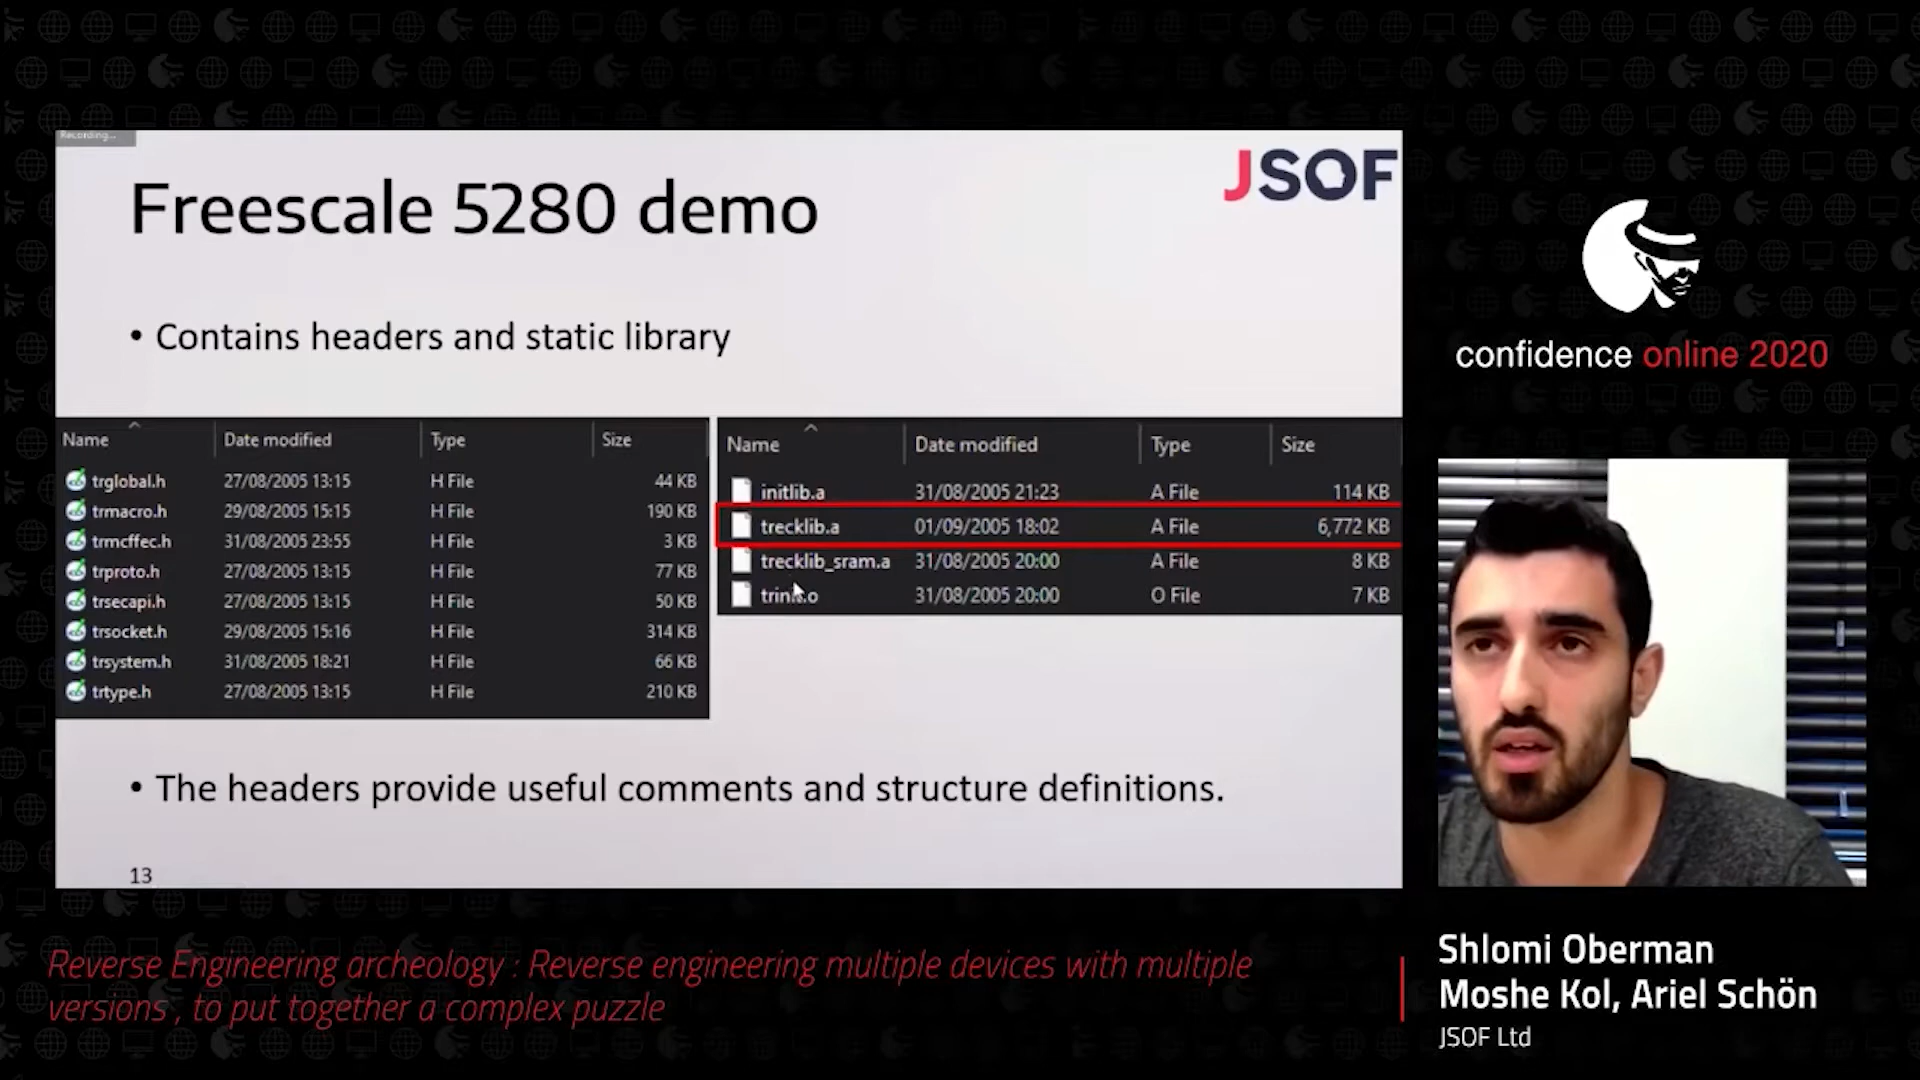 Recording...
JSOF
Freescale 5280 demo
• Contains headers and static library
Name Date modified Type Size
trglobal.h 27/08/2005 13:15 H File 44 KB
trmacro.h 29/08/2005 15:15 H File 190 KB
trmcffec.h 31/08/2005 23:55 H File 3 KB
trproto.h 27/08/2005 13:15 H File 77 KB
trsecapi.h 27/08/2005 13:15 H File 50 KB
trsocket.h 29/08/2005 15:16 H File 314 KB
trsystem.h 31/08/2005 18:21 H File 66 KB
trtype.h 27/08/2005 13:15 H File 210 KB
Name Date modified Type Size
initlib.a 31/08/2005 21:23 A File 114 KB
trecklib.a 01/09/2005 18:02 A File 6,772 KB
trecklib_sram.a 31/08/2005 20:00 A File 8 KB
31/08/2005 20:00 O File 7 KB
• The headers provide useful comments and structure definitions.
13
confidence online 2020
Reverse Engineering archeology : Reverse engineering multiple devices with multiple
versions , to put together a complex puzzle
Shlomi Oberman
Moshe Kol, Ariel Schön
JSOF Ltd